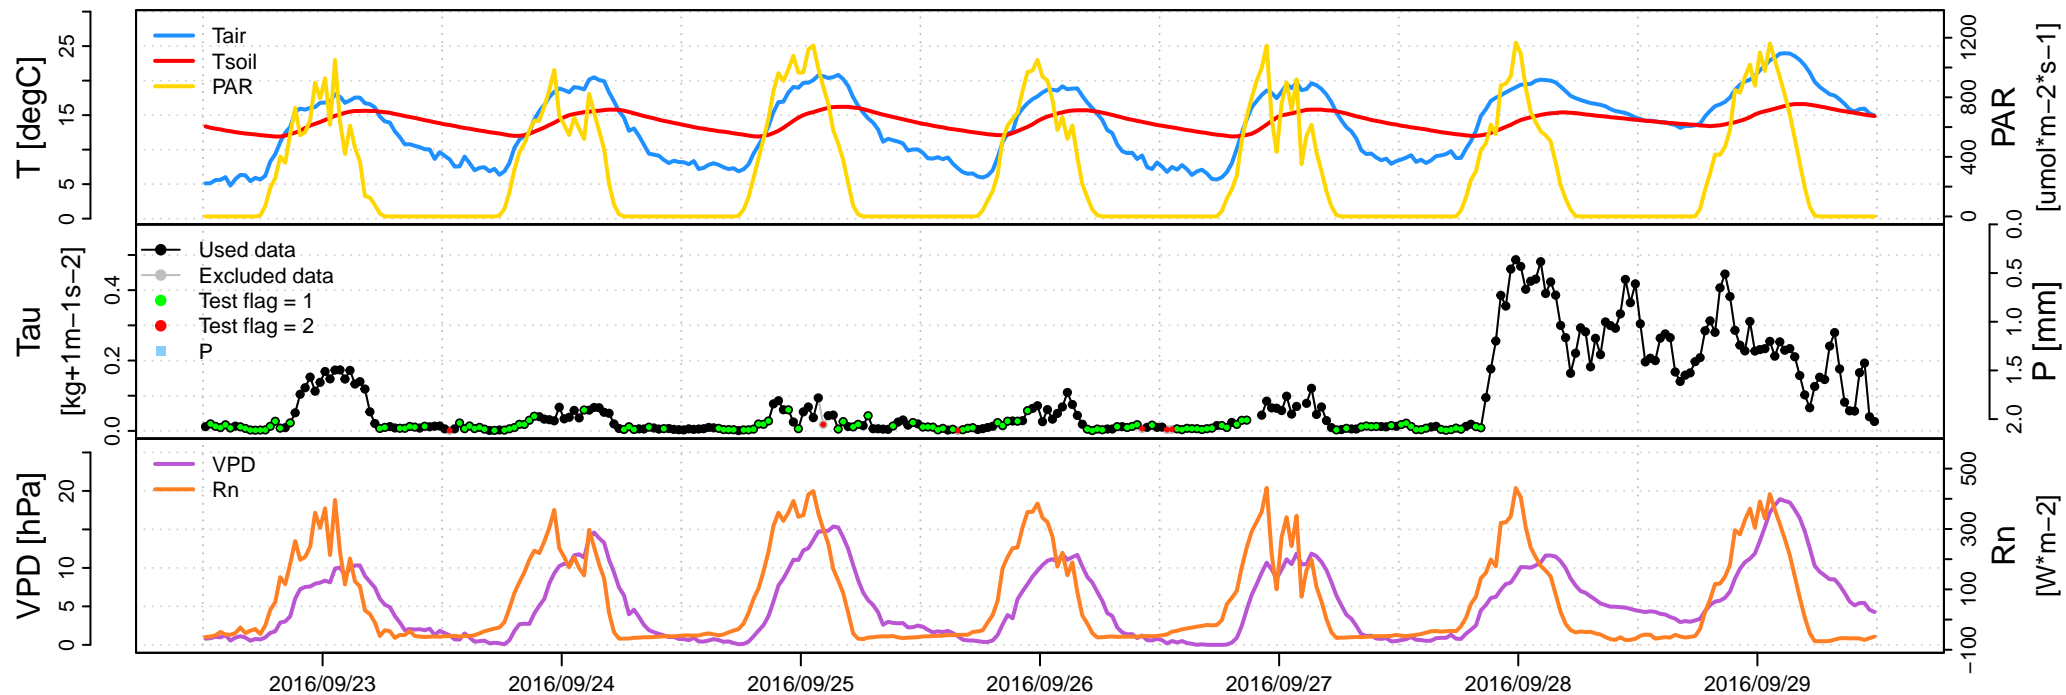 T [degC]
0
5
15
25
Tair
Tsoil
PAR
0
400
800
1200
PAR
[umol*m−2*s−1]
Tau
[kg+1m−1s−2]
0.0
0.2
0.4
Used data
Excluded data
Test flag = 1
Test flag = 2
P
0.0
0.5
1.0
1.5
2.0
P [mm]
VPD [hPa]
0
5
10
20
VPD
Rn
−100
100
300
500
Rn
[W*m−2]
2016/09/23
2016/09/24
2016/09/25
2016/09/26
2016/09/27
2016/09/28
2016/09/29